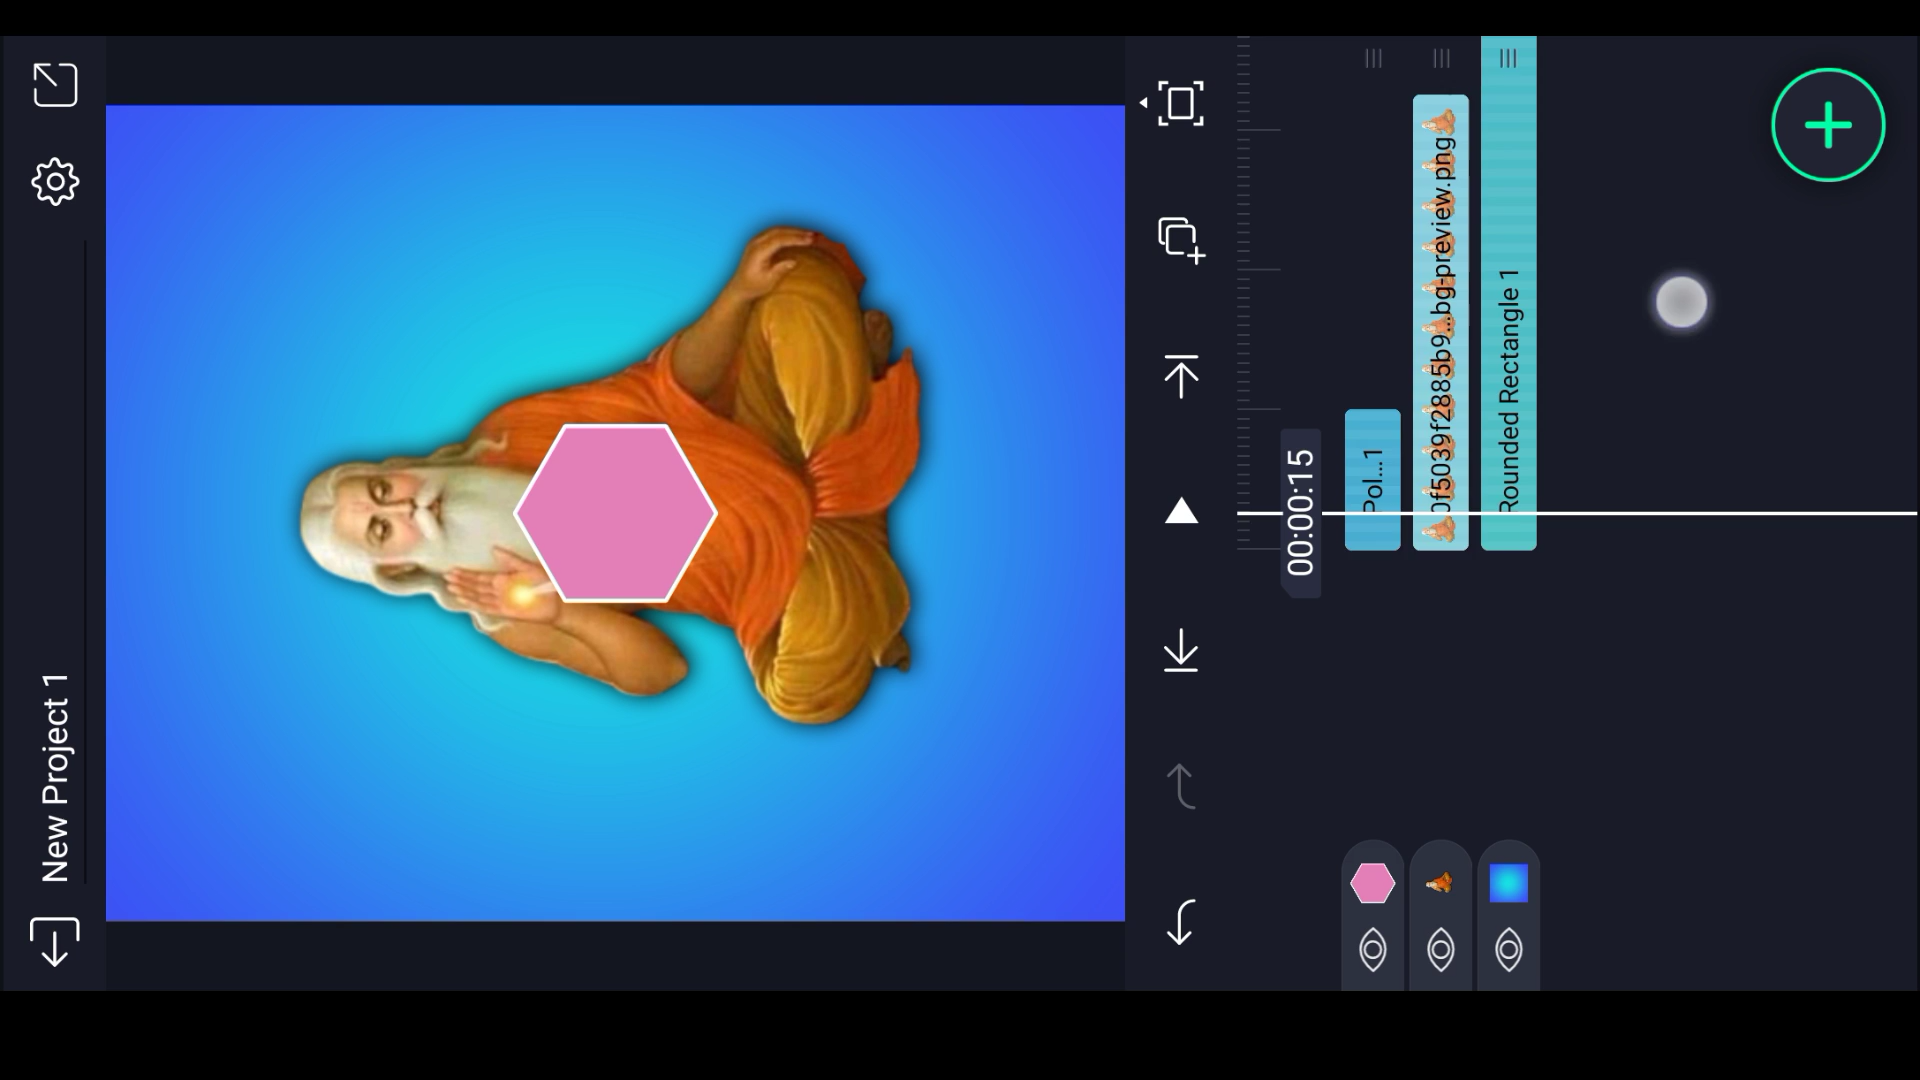 New Project 1
00:00:15
Pol...1
0f5039f2885b9...bg-preview.png
Rounded Rectangle 1